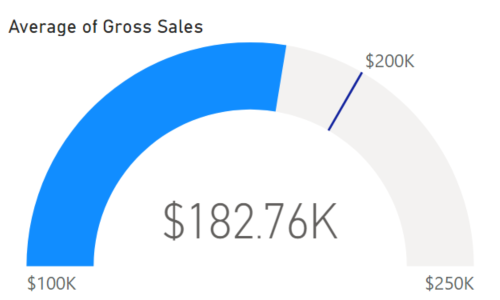 Average of Gross Sales
$200K
$182.76K
$100K
$250K